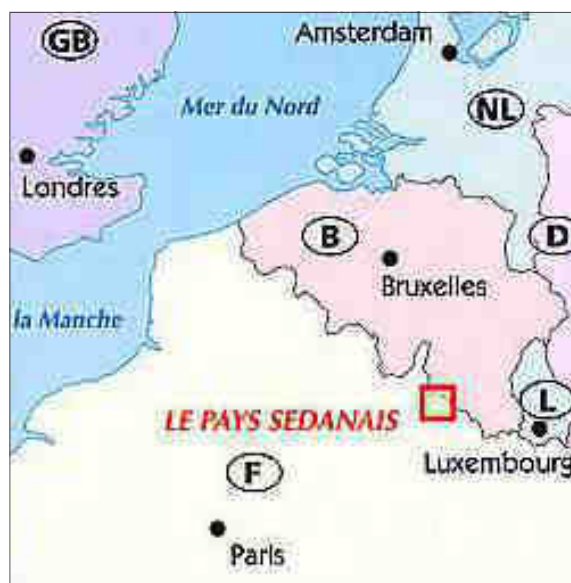 GB
Amsterdam
Mer du Nord
NL
Londres
B
D
Bruxelles
la Manche
LE PAYS SEDANAIS
L
Luxembourg
F
Paris